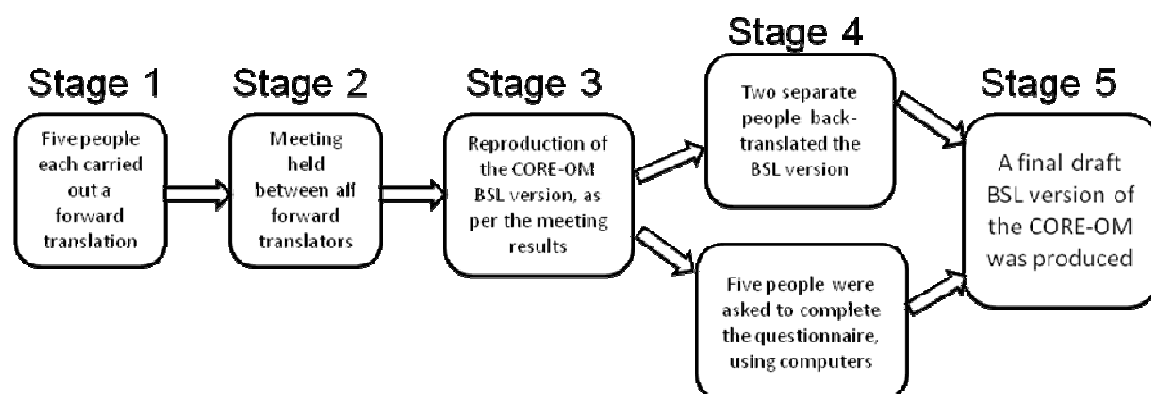 Stage 1
Five people
each carried
out a
forward
translation
Stage 2
Meeting
held
between all
forward
translators
Stage 3
Reproduction of
the CORE-OM
BSL version, as
per the meeting
results
Stage 4
Two separate
people back-
translated the
BSL version
Five people were
asked to complete
the questionnaire,
using computers
Stage 5
A final draft
BSL version of
the CORE-OM
was produced